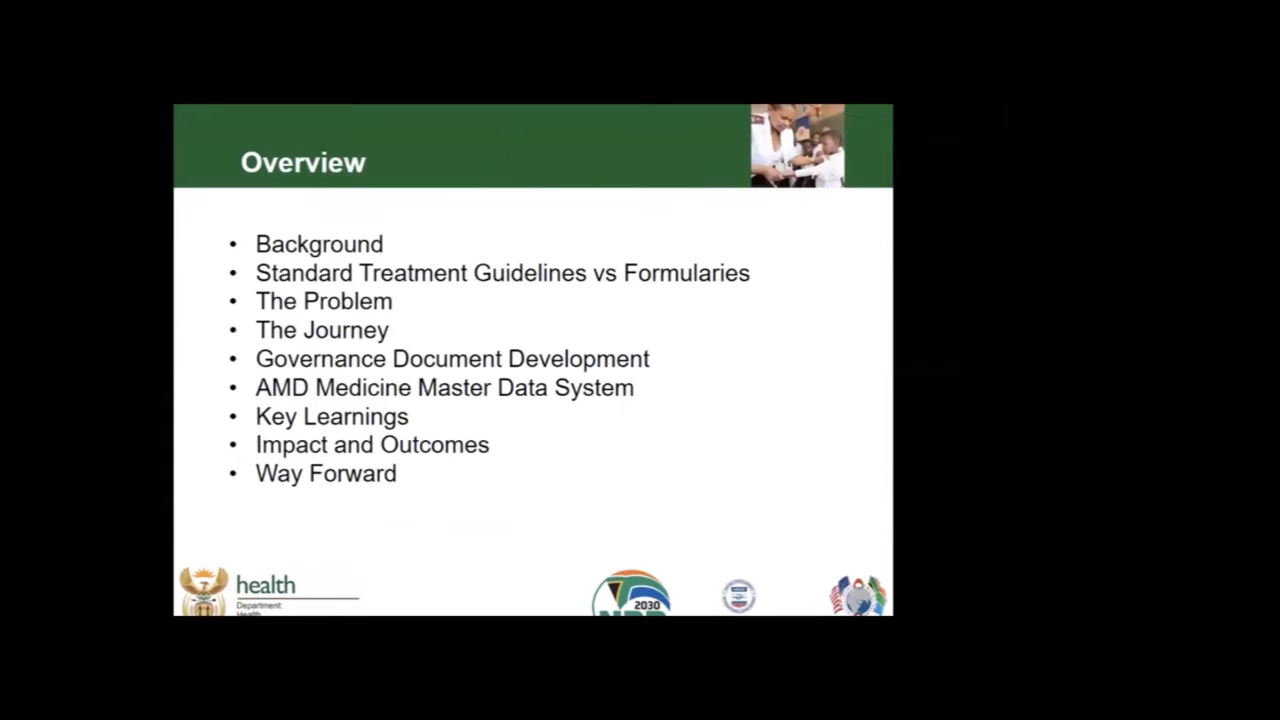 Overview
• Background
• Standard Treatment Guidelines vs Formularies
• The Problem
• The Journey
• Governance Document Development
• AMD Medicine Master Data System
• Key Learnings
• Impact and Outcomes
• Way Forward
health
Department:
Health
2030
NDP